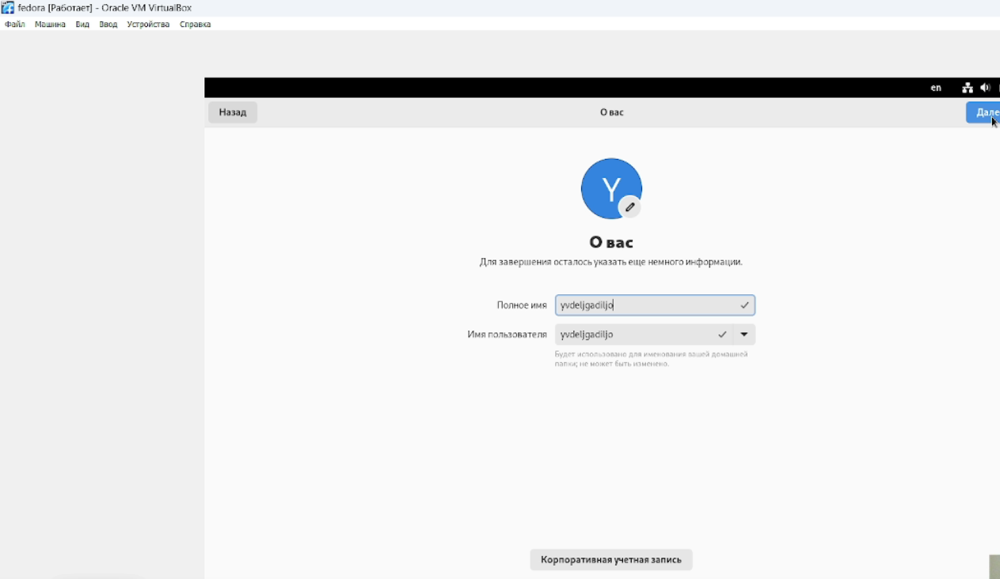 fedora [Работает] - Oracle VM VirtualBox
Файл Машина Вид Ввод Устройства Справка
en
Назад О вас Дале
Y
О вас
Для завершения осталось указать еще немного информации.
Полное имя yvdeljgadiljo
Имя пользователя yvdeljgadiljo
Будет использовано для именования вашей домашней
папки; не может быть изменено.
Корпоративная учетная запись